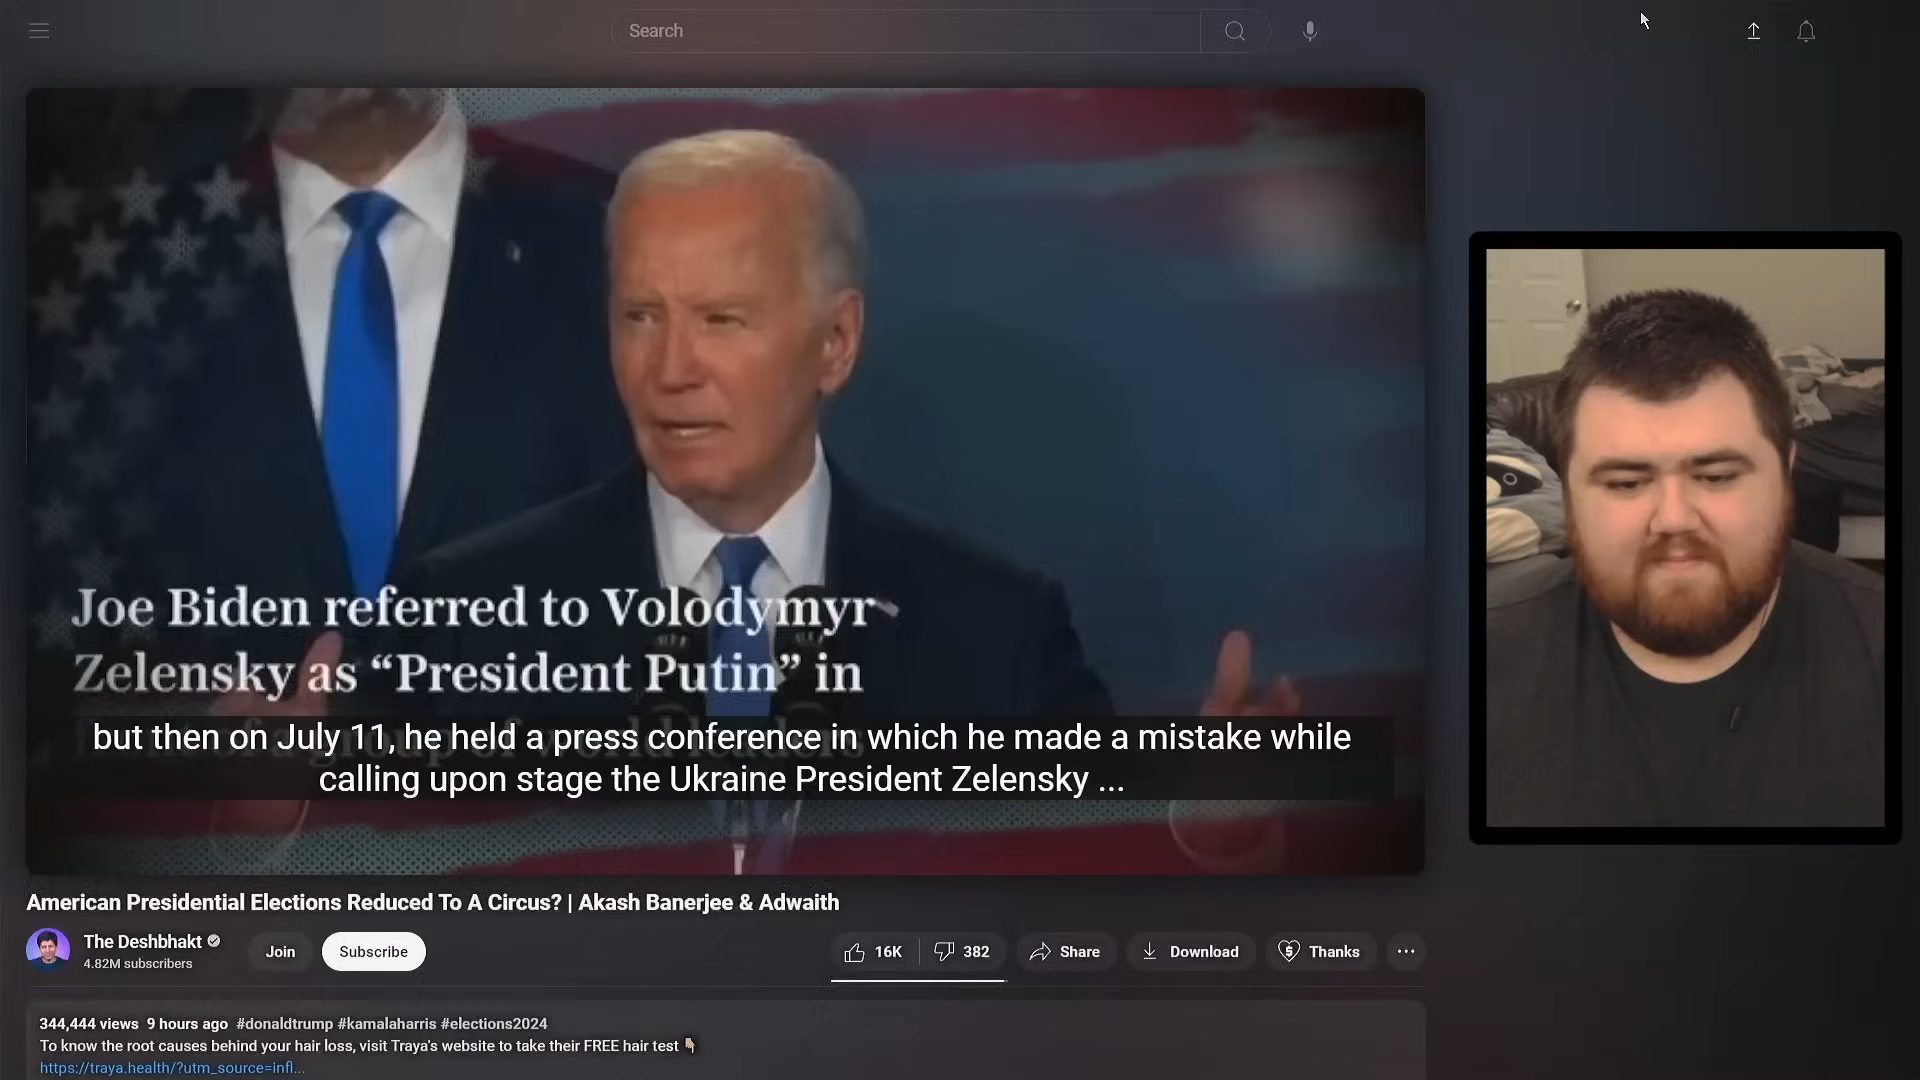 Search
Joe Biden referred to Volodymyr
Zelensky as “President Putin” in
but then on July 11, he held a press conference in which he made a mistake while
calling upon stage the Ukraine President Zelensky ...
American Presidential Elections Reduced To A Circus? | Akash Banerjee & Adwaith
The Deshbhakt
4.82M subscribers
Join
Subscribe
16K
382
Share
Download
Thanks
344,444 views 9 hours ago #donaldtrump #kamalaharris #elections2024
To know the root causes behind your hair loss, visit Traya's website to take their FREE hair test
https://traya.health/?utm_source=infl...